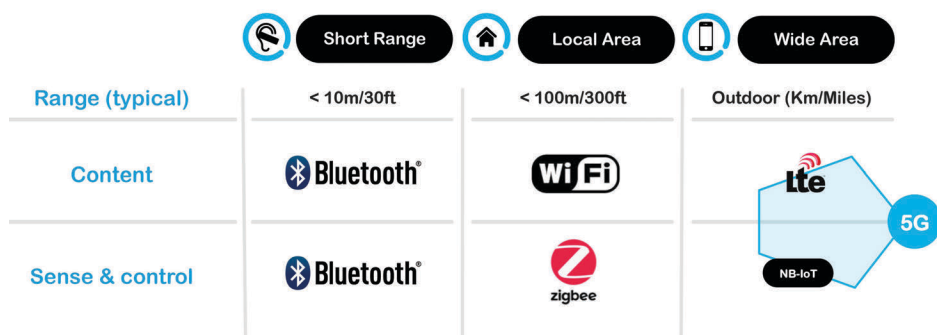 Short Range
Local Area
Wide Area
Range (typical)
< 10m/30ft
< 100m/300ft
Outdoor (Km/Miles)
Content
Bluetooth®
Wi Fi
Lte
5G
Sense & control
Bluetooth®
zigbee
NB-IoT